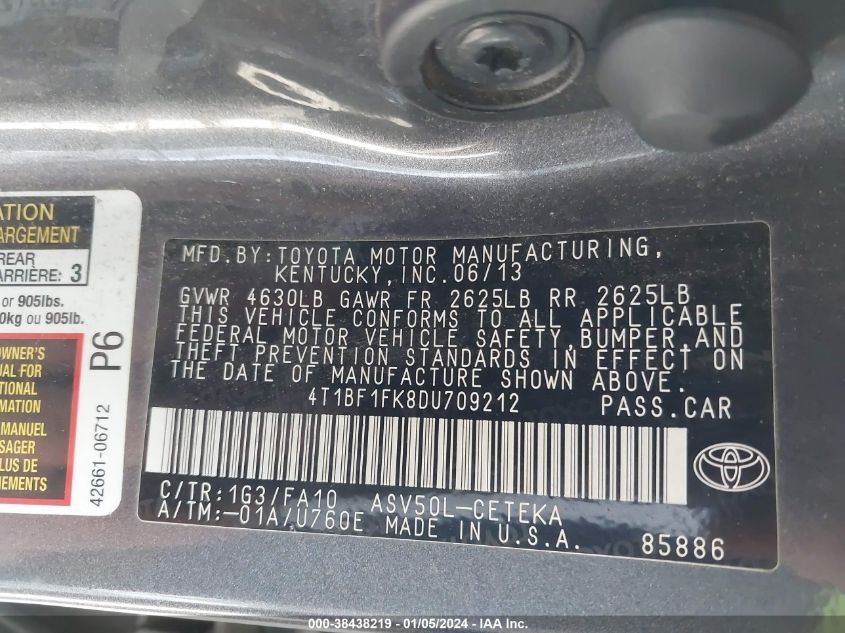 ATION
ARGEMENT
REAR
ARRIÈRE: 3
or 905lbs.
0kg ou 905lb.
OWNER'S
UAL FOR
TIONAL
RMATION
MANUEL
SAGER
PLUS DE
NEMENTS
P6
42661-06712
MFD.BY:TOYOTA MOTOR MANUFACTURING,
KENTUCKY,INC.06/13
GVWR 4630LB GAWR FR 2625LB RR 2625LB
THIS VEHICLE CONFORMS TO ALL APPLICABLE
FEDERAL MOTOR VEHICLE SAFETY,BUMPER,AND
THEFT PREVENTION STANDARDS IN EFFECT ON
THE DATE OF MANUFACTURE SHOWN ABOVE.
4T1BF1FK8DU709212 PASS.CAR
C/TR:1G3/FA10 ASV50L-CETEKA
A/TM:-01A/U760E MADE IN U.S.A. 85886
000-38438219 - 01/05/2024 - IAA Inc.